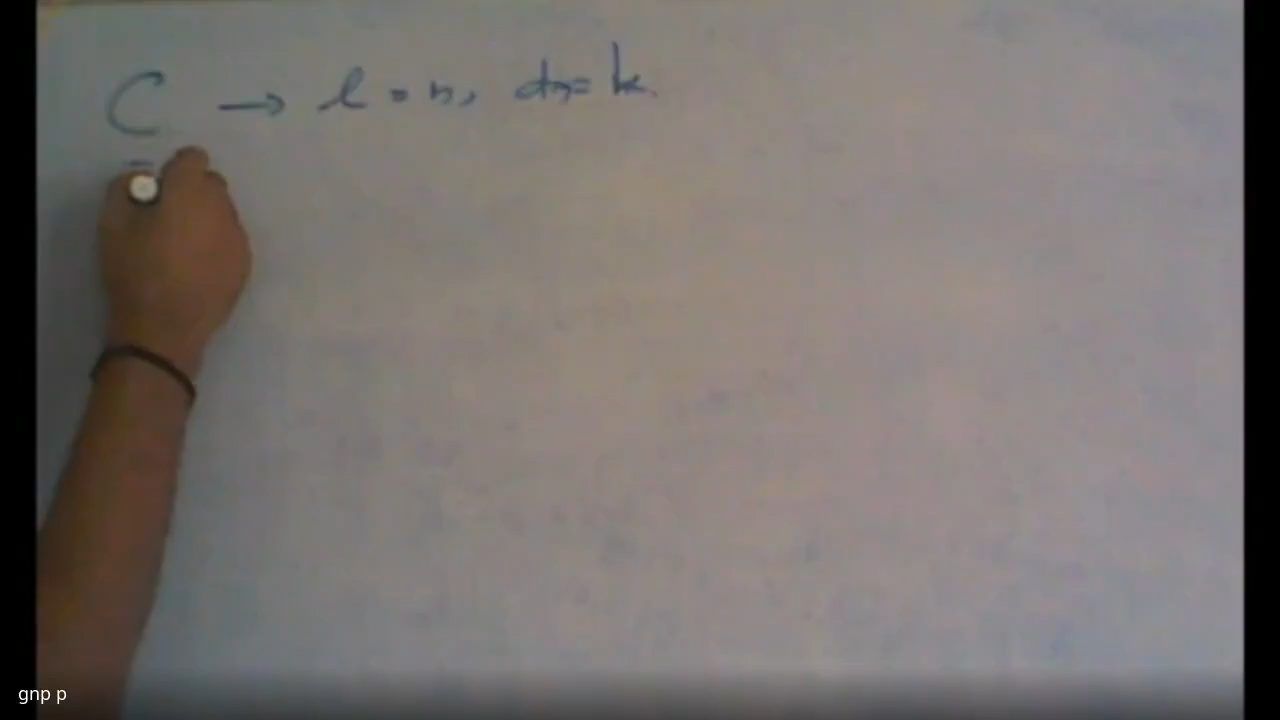 C → l = n, dm = k.
gnp p